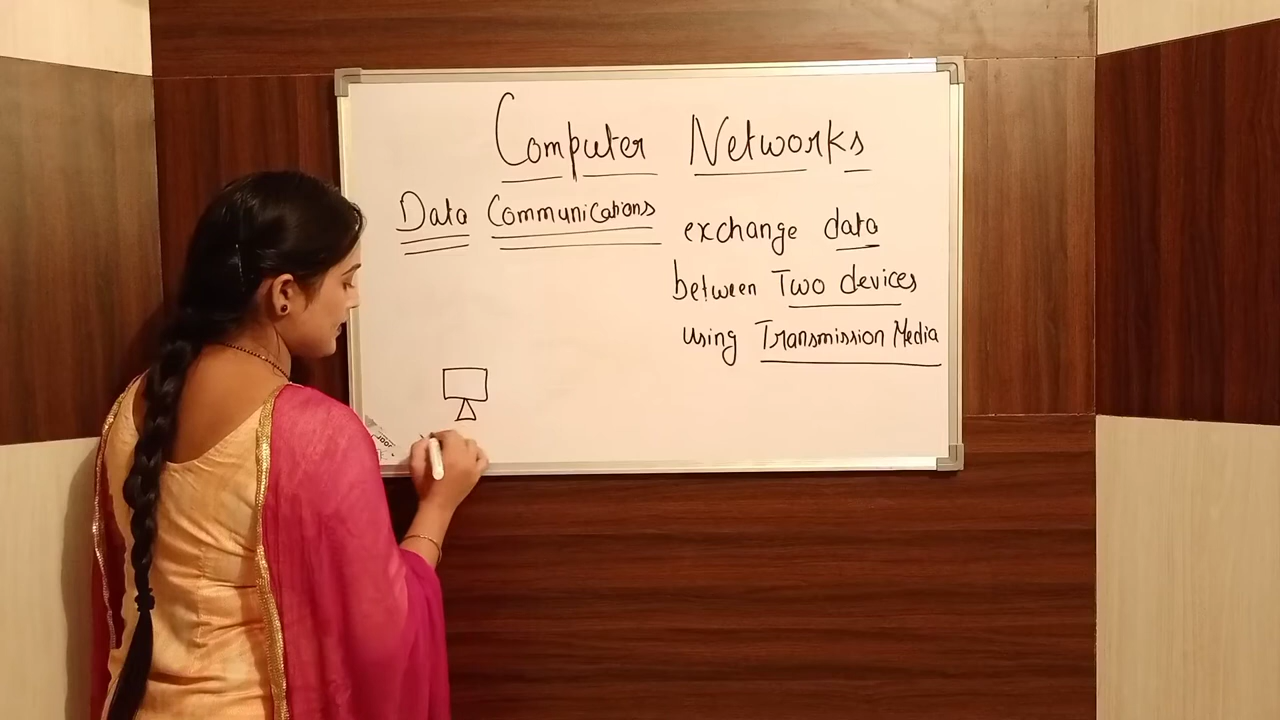 Computer Networks
Data Communications
exchange data
between Two devices
using Transmission Media